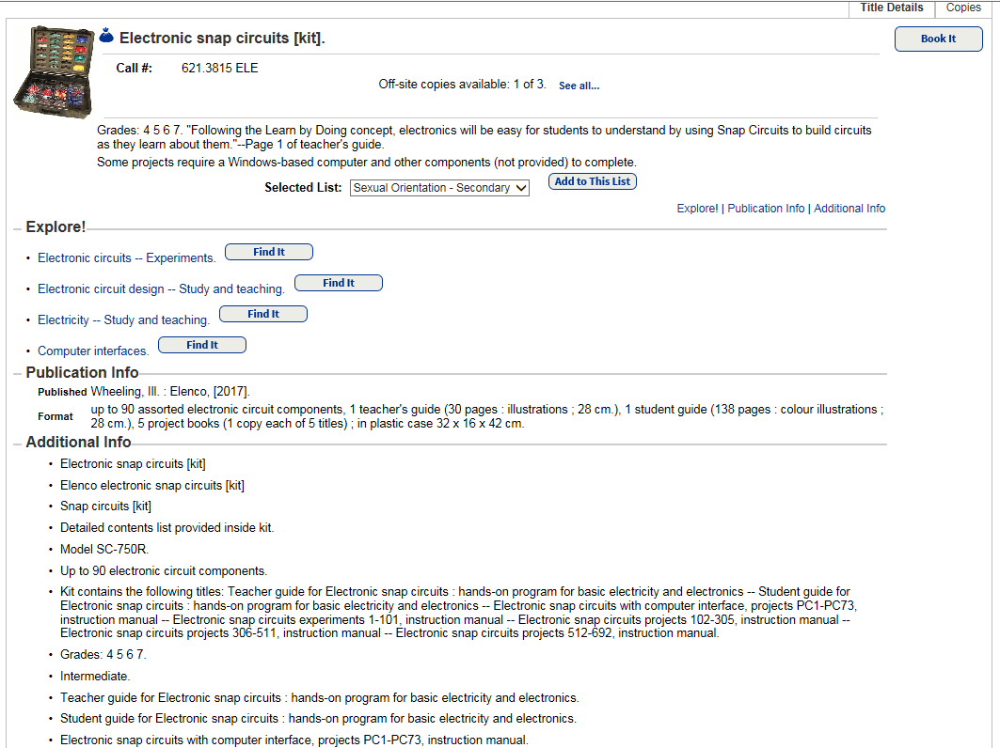 Title Details Copies
Electronic snap circuits [kit].
Book It
Call #: 621.3815 ELE
Off-site copies available: 1 of 3. See all...
Grades: 4 5 6 7. "Following the Learn by Doing concept, electronics will be easy for students to understand by using Snap Circuits to build circuits
as they learn about them."--Page 1 of teacher's guide.
Some projects require a Windows-based computer and other components (not provided) to complete.
Selected List: Sexual Orientation - Secondary Add to This List
Explore! | Publication Info | Additional Info
Explore!
• Electronic circuits -- Experiments. Find It
• Electronic circuit design -- Study and teaching. Find It
• Electricity -- Study and teaching. Find It
• Computer interfaces. Find It
Publication Info
Published Wheeling, Ill. : Elenco, [2017].
Format up to 90 assorted electronic circuit components, 1 teacher's guide (30 pages : illustrations ; 28 cm.), 1 student guide (138 pages : colour illustrations ;
28 cm.), 5 project books (1 copy each of 5 titles) ; in plastic case 32 x 16 x 42 cm.
Additional Info
• Electronic snap circuits [kit]
• Elenco electronic snap circuits [kit]
• Snap circuits [kit]
• Detailed contents list provided inside kit.
• Model SC-750R.
• Up to 90 electronic circuit components.
• Kit contains the following titles: Teacher guide for Electronic snap circuits : hands-on program for basic electricity and electronics -- Student guide for
Electronic snap circuits : hands-on program for basic electricity and electronics -- Electronic snap circuits with computer interface, projects PC1-PC73,
instruction manual -- Electronic snap circuits experiments 1-101, instruction manual -- Electronic snap circuits projects 102-305, instruction manual --
Electronic snap circuits projects 306-511, instruction manual -- Electronic snap circuits projects 512-692, instruction manual.
• Grades: 4 5 6 7.
• Intermediate.
• Teacher guide for Electronic snap circuits : hands-on program for basic electricity and electronics.
• Student guide for Electronic snap circuits : hands-on program for basic electricity and electronics.
• Electronic snap circuits with computer interface, projects PC1-PC73, instruction manual.